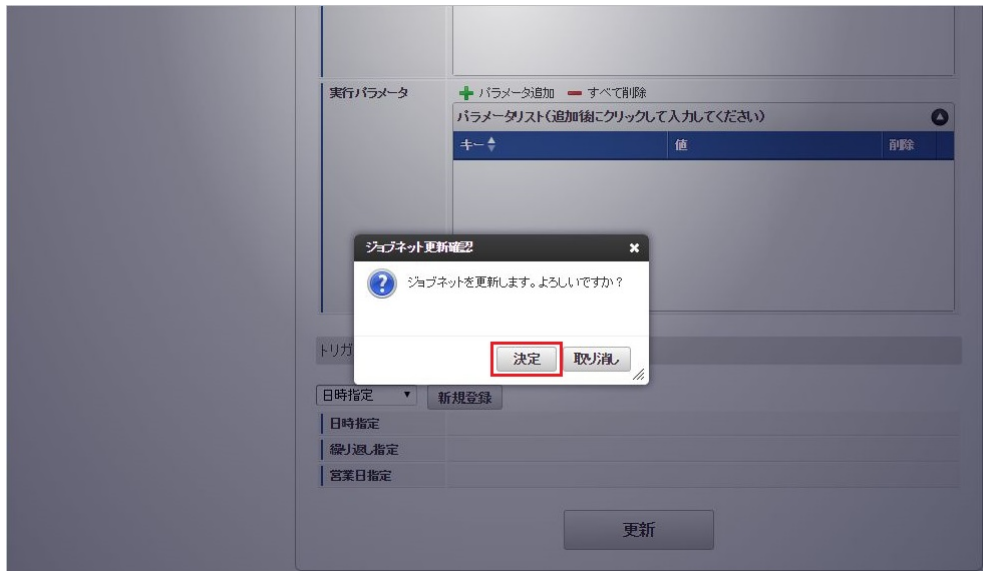 実行パラメータ
パラメータ追加 すべて削除
パラメータリスト(追加後にクリックして入力してください)
キー 値 削除
ジョブネット更新確認
ジョブネットを更新します。よろしいですか?
決定 取り消し
トリガ
日時指定 新規登録
日時指定
繰り返し指定
営業日指定
更新